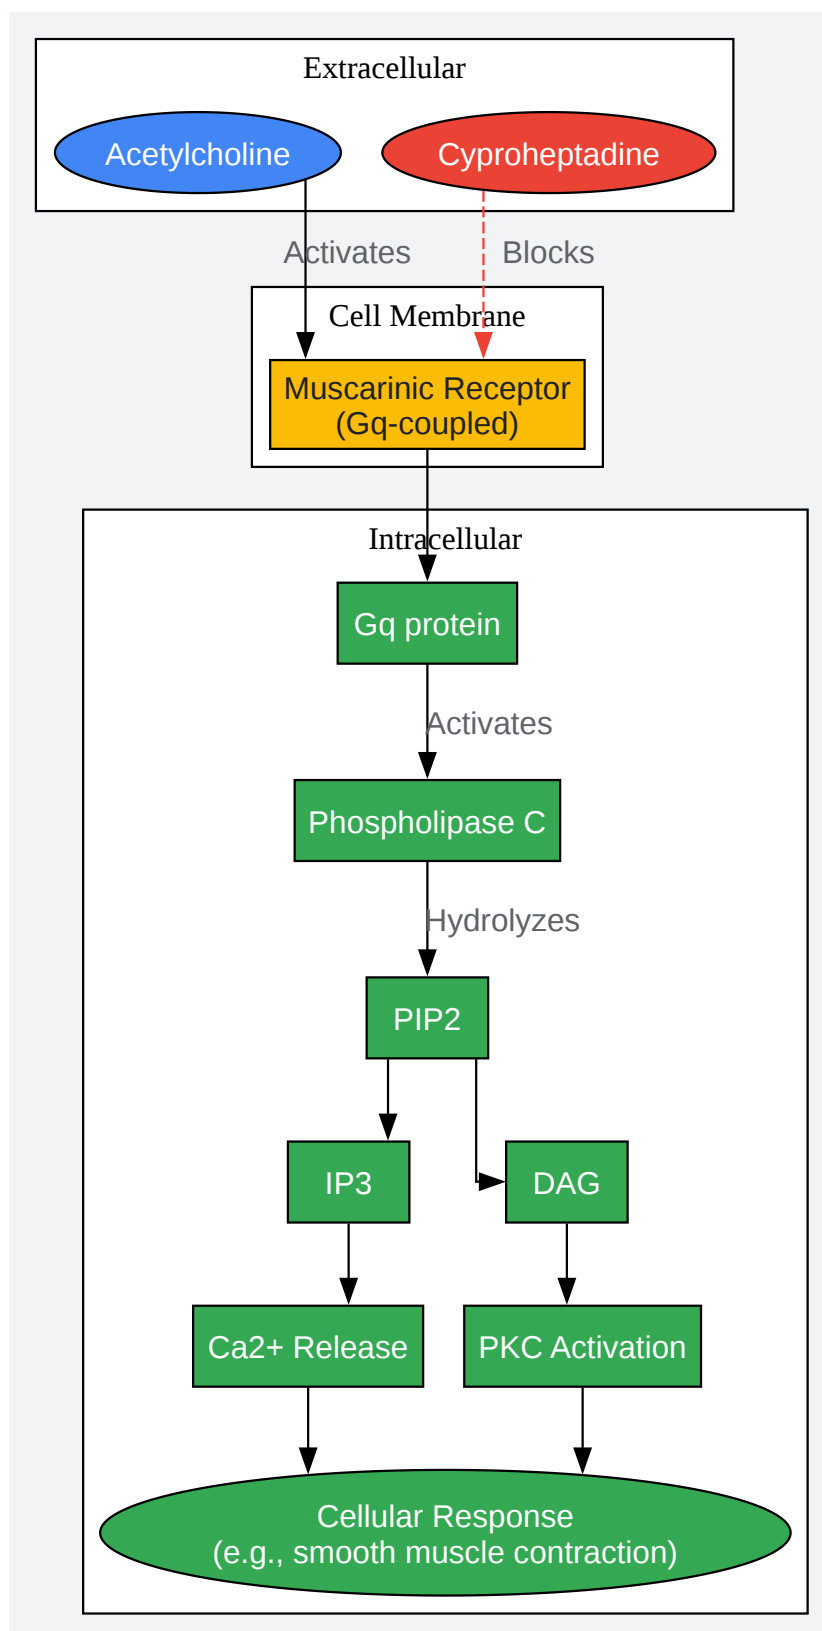 Extracellular
Acetylcholine
Cyproheptadine
Activates
Blocks
Cell Membrane
Muscarinic Receptor
(Gq-coupled)
Intracellular
Gq protein
Activates
Phospholipase C
Hydrolyzes
PIP2
IP3
DAG
Ca2+ Release
PKC Activation
Cellular Response
(e.g., smooth muscle contraction)